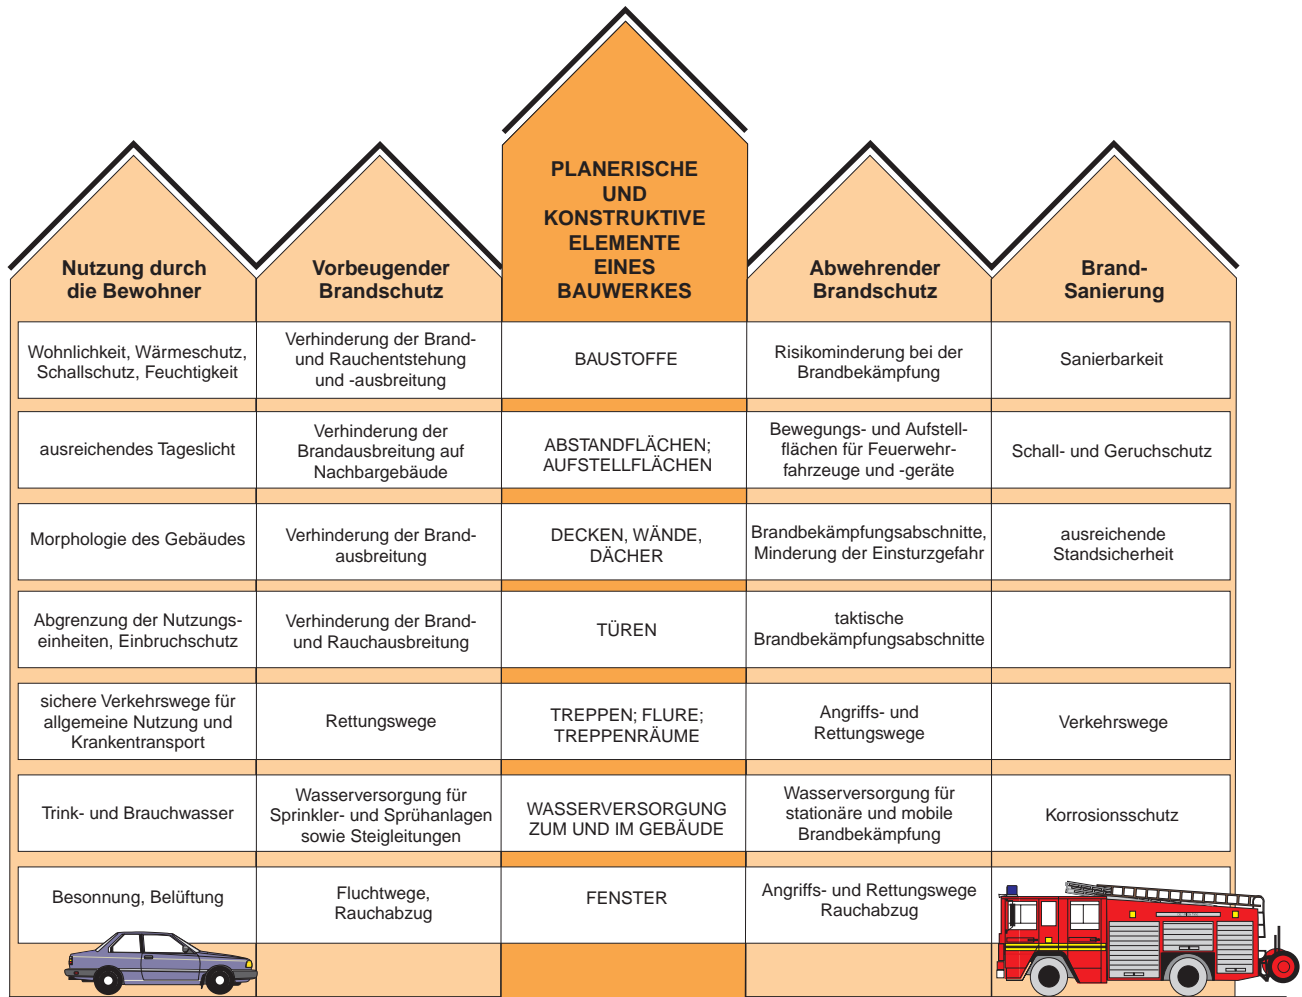 PLANERISCHE
UND
KONSTRUKTIVE
ELEMENTE
EINES
BAUWERKES
Nutzung durch
die Bewohner
Vorbeugender
Brandschutz
Abwehrender
Brandschutz
Brand-
Sanierung
Wohnlichkeit, Wärmeschutz,
Schallschutz, Feuchtigkeit
Verhinderung der Brand-
und Rauchentstehung
und -ausbreitung
BAUSTOFFE
Risikominderung bei der
Brandbekämpfung
Sanierbarkeit
ausreichendes Tageslicht
Verhinderung der
Brandausbreitung auf
Nachbargebäude
ABSTANDFLÄCHEN;
AUFSTELLFLÄCHEN
Bewegungs- und Aufstell-
flächen für Feuerwehr-
fahrzeuge und -geräte
Schall- und Geruchschutz
Morphologie des Gebäudes
Verhinderung der Brand-
ausbreitung
DECKEN, WÄNDE,
DÄCHER
Brandbekämpfungsabschnitte,
Minderung der Einsturzgefahr
ausreichende
Standsicherheit
Abgrenzung der Nutzungs-
einheiten, Einbruchschutz
Verhinderung der Brand-
und Rauchausbreitung
TÜREN
taktische
Brandbekämpfungsabschnitte
sichere Verkehrswege für
allgemeine Nutzung und
Krankentransport
Rettungswege
TREPPEN; FLURE;
TREPPENRÄUME
Angriffs- und
Rettungswege
Verkehrswege
Trink- und Brauchwasser
Wasserversorgung für
Sprinkler- und Sprühanlagen
sowie Steigleitungen
WASSERVERSORGUNG
ZUM UND IM GEBÄUDE
Wasserversorgung für
stationäre und mobile
Brandbekämpfung
Korrosionsschutz
Besonnung, Belüftung
Fluchtwege,
Rauchabzug
FENSTER
Angriffs- und Rettungswege
Rauchabzug